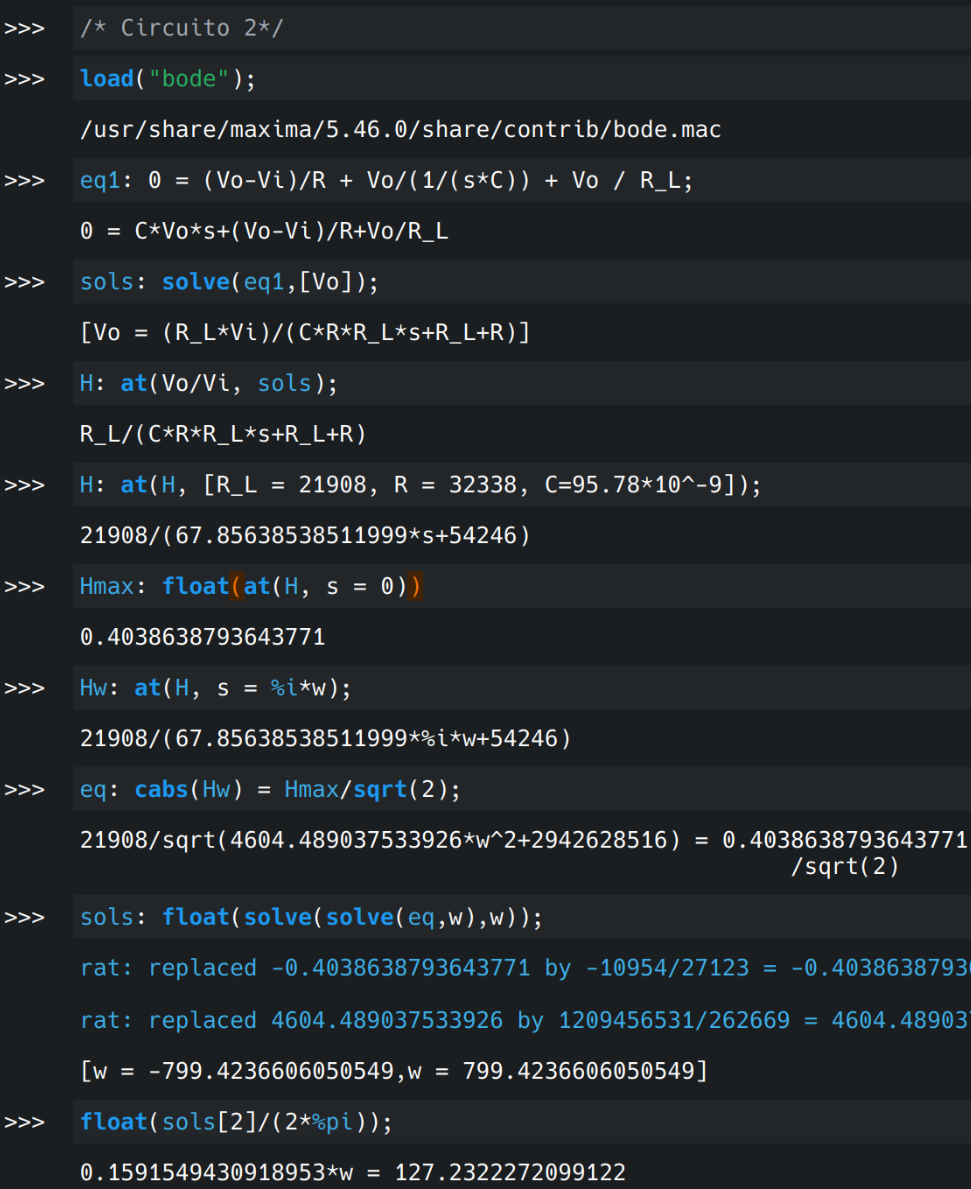 >>> /* Circuito 2*/
>>> load("bode");
/usr/share/maxima/5.46.0/share/contrib/bode.mac
>>> eq1: 0 = (Vo-Vi)/R + Vo/(1/(s*C)) + Vo / R_L;
0 = C*Vo*s+(Vo-Vi)/R+Vo/R_L
>>> sols: solve(eq1,[Vo]);
[Vo = (R_L*Vi)/(C*R*R_L*s+R_L+R)]
>>> H: at(Vo/Vi, sols);
R_L/(C*R*R_L*s+R_L+R)
>>> H: at(H, [R_L = 21908, R = 32338, C=95.78*10^-9]);
21908/(67.85638538511999*s+54246)
>>> Hmax: float(at(H, s = 0))
0.4038638793643771
>>> Hw: at(H, s = %i*w);
21908/(67.85638538511999*%i*w+54246)
>>> eq: cabs(Hw) = Hmax/sqrt(2);
21908/sqrt(4604.489037533926*w^2+2942628516) = 0.4038638793643771
/sqrt(2)
>>> sols: float(solve(solve(eq,w),w));
rat: replaced -0.4038638793643771 by -10954/27123 = -0.40386387936
rat: replaced 4604.489037533926 by 1209456531/262669 = 4604.489037
[w = -799.4236606050549,w = 799.4236606050549]
>>> float(sols[2]/(2*%pi));
0.1591549430918953*w = 127.2322272099122